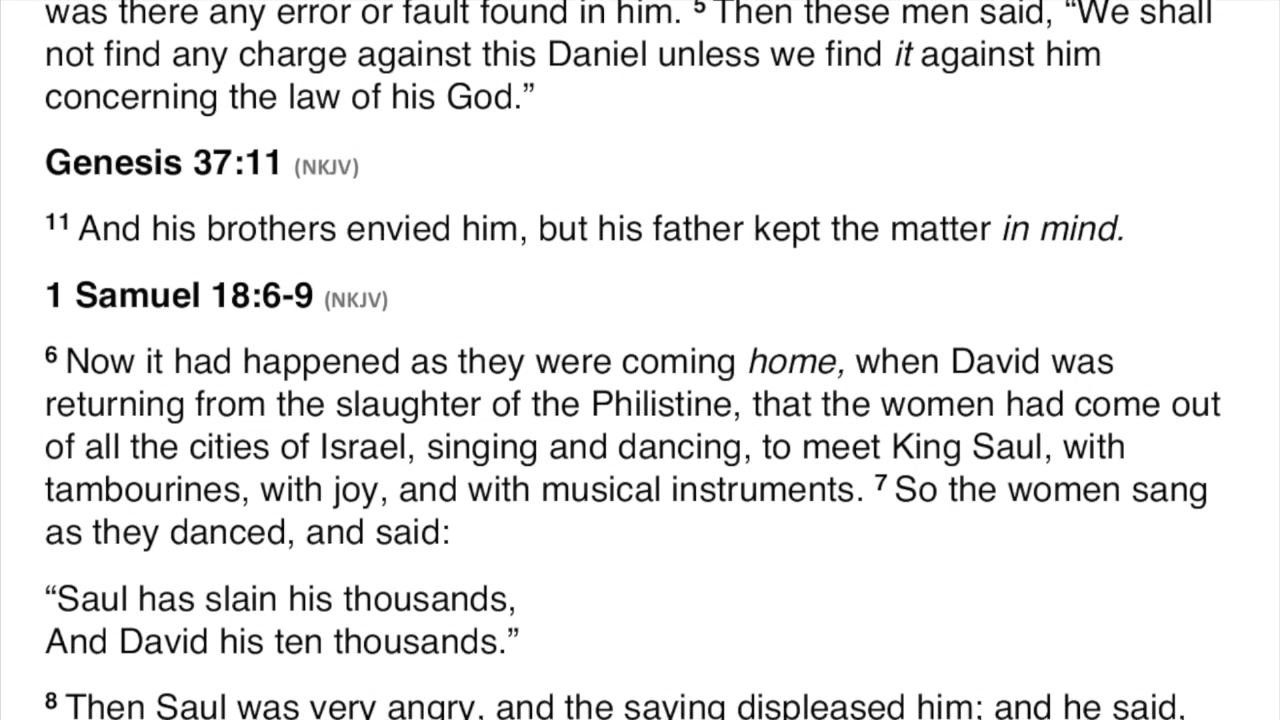 was there any error or fault found in him. ⁵ Then these men said, “We shall
not find any charge against this Daniel unless we find it against him
concerning the law of his God.”
Genesis 37:11 (NKJV)
¹¹ And his brothers envied him, but his father kept the matter in mind.
1 Samuel 18:6-9 (NKJV)
⁶ Now it had happened as they were coming home, when David was
returning from the slaughter of the Philistine, that the women had come out
of all the cities of Israel, singing and dancing, to meet King Saul, with
tambourines, with joy, and with musical instruments. ⁷ So the women sang
as they danced, and said:
“Saul has slain his thousands,
And David his ten thousands.”
⁸ Then Saul was very angry, and the saying displeased him; and he said,